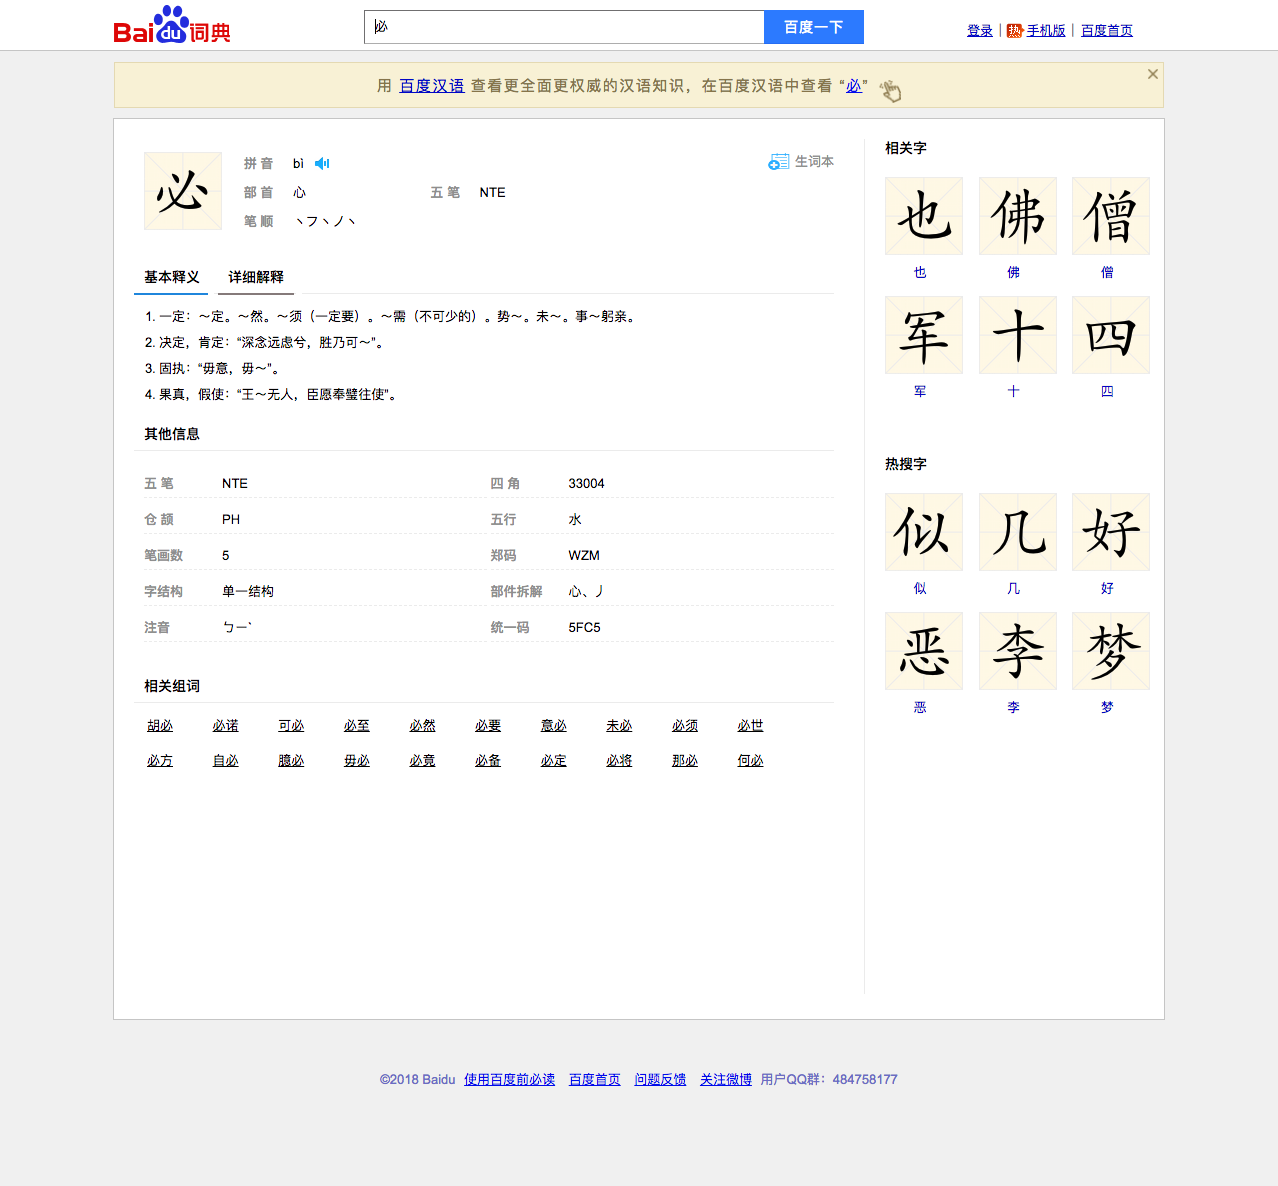 Baidu词典
必
百度一下
登录 | 热 手机版 | 百度首页
用 百度汉语 查看更全面更权威的汉语知识，在百度汉语中查看 “必”
必
拼 音 bì
生词本
部 首 心 五 笔 NTE
笔 顺 丶フ丶ノ丶
基本释义 详细解释
1. 一定：～定。～然。～须（一定要）。～需（不可少的）。势～。未～。事～躬亲。
2. 决定，肯定：“深念远虑兮，胜乃可～”。
3. 固执：“毋意，毋～”。
4. 果真，假使：“王～无人，臣愿奉璧往使”。
其他信息
五 笔 NTE 四 角 33004
仓 颉 PH 五行 水
笔画数 5 郑码 WZM
字结构 单一结构 部件拆解 心、丿
注音 ㄅㄧˋ 统一码 5FC5
相关组词
胡必 必诺 可必 必至 必然 必要 意必 未必 必须 必世
必方 自必 臆必 毋必 必竟 必备 必定 必将 那必 何必
相关字
也 佛 僧
也 佛 僧
军 十 四
军 十 四
热搜字
似 几 好
似 几 好
恶 李 梦
恶 李 梦
©2018 Baidu 使用百度前必读 百度首页 问题反馈 关注微博 用户QQ群：484758177